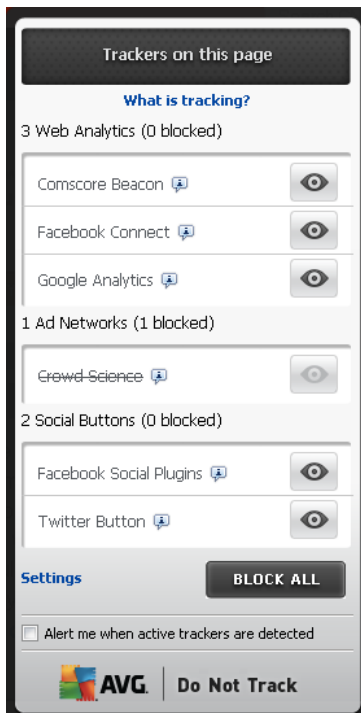 Trackers on this page
What is tracking?
3 Web Analytics (0 blocked)
Comscore Beacon
Facebook Connect
Google Analytics
1 Ad Networks (1 blocked)
Crowd Science
2 Social Buttons (0 blocked)
Facebook Social Plugins
Twitter Button
Settings BLOCK ALL
Alert me when active trackers are detected
AVG. Do Not Track